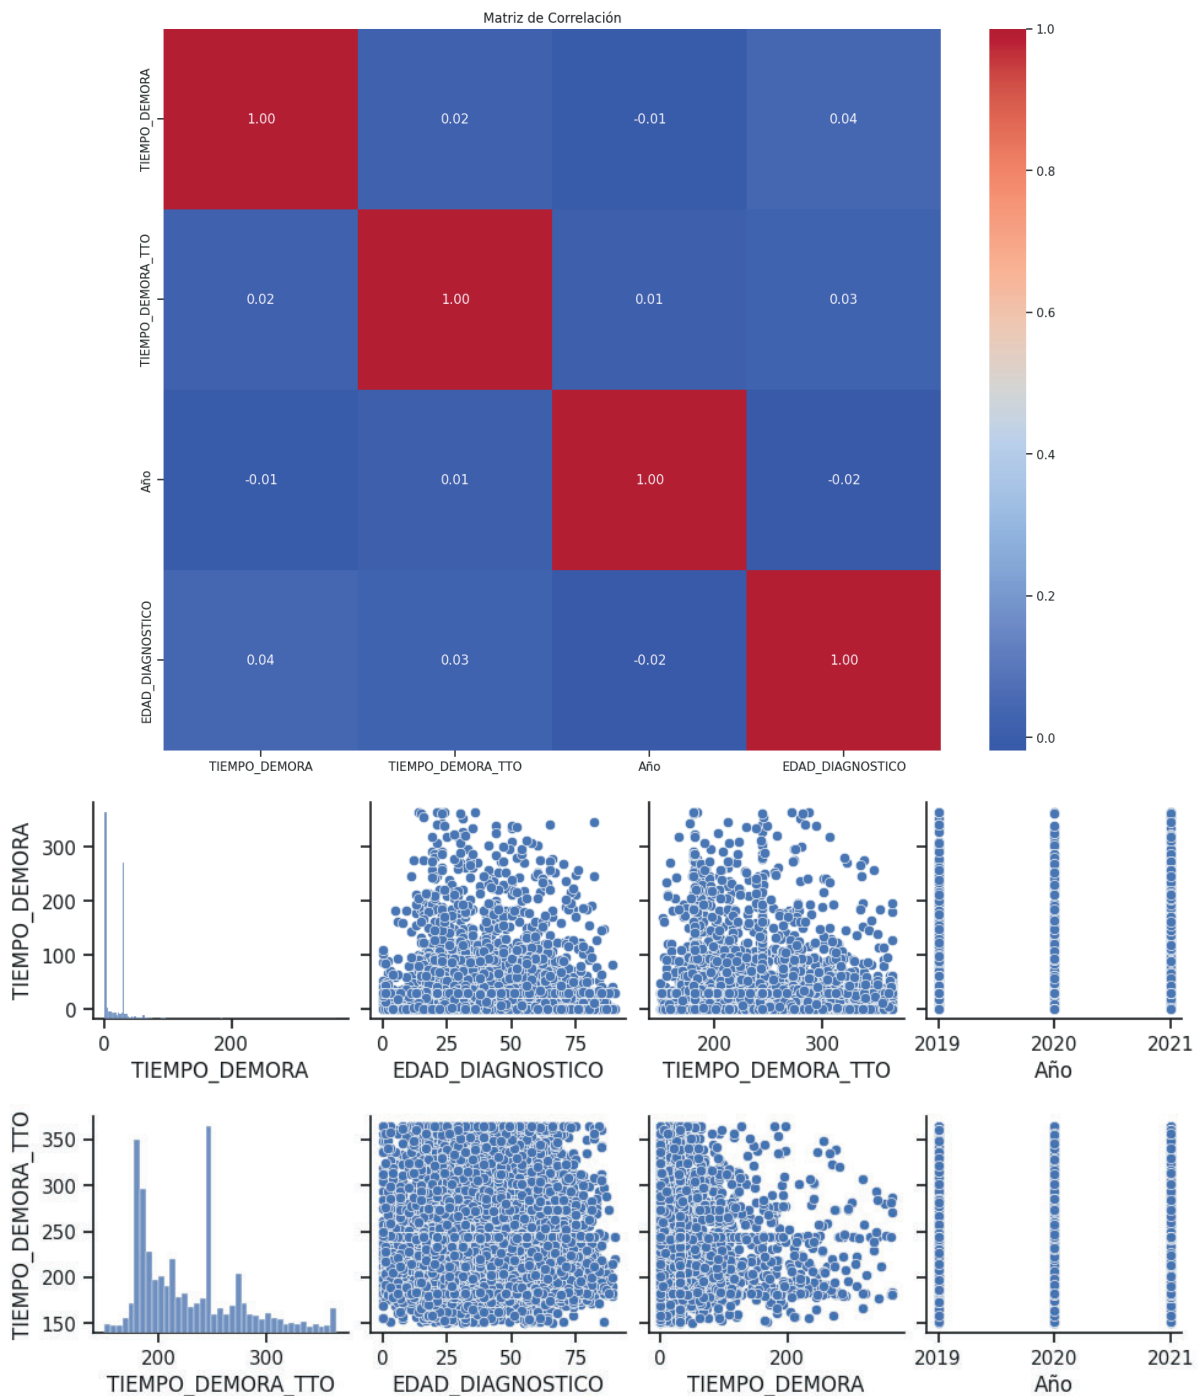 Matriz de Correlación
TIEMPO_DEMORA
1.00
0.02
-0.01
0.04
TIEMPO_DEMORA_TTO
0.02
1.00
0.01
0.03
Año
-0.01
0.01
1.00
-0.02
EDAD_DIAGNOSTICO
0.04
0.03
-0.02
1.00
TIEMPO_DEMORA
TIEMPO_DEMORA_TTO
Año
EDAD_DIAGNOSTICO
1.0
0.8
0.6
0.4
0.2
0.0
TIEMPO_DEMORA
300
200
100
0
0 200
TIEMPO_DEMORA
0 25 50 75
EDAD_DIAGNOSTICO
200 300
TIEMPO_DEMORA_TTO
2019 2020 2021
Año
TIEMPO_DEMORA_TTO
350
300
250
200
150
200 300
TIEMPO_DEMORA_TTO
0 25 50 75
EDAD_DIAGNOSTICO
0 200
TIEMPO_DEMORA
2019 2020 2021
Año